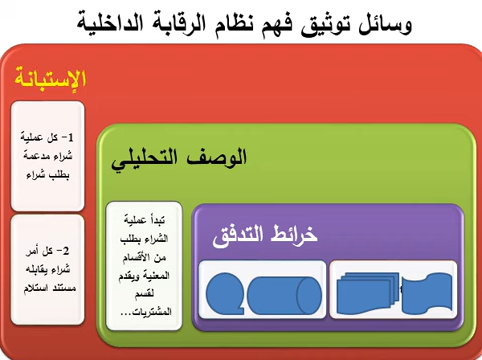 وسائل توثيق فهم نظام الرقابة الداخلية
الإستبانة
1- كل عملية
شراء مدعمة
بطلب شراء
2- كل أمر
شراء يقابله
مستند استلام
الوصف التحليلي
تبدأ عملية
الشراء بطلب
من الأقسام
المعنية ويقدم
لقسم
المشتريات...
خرائط التدفق